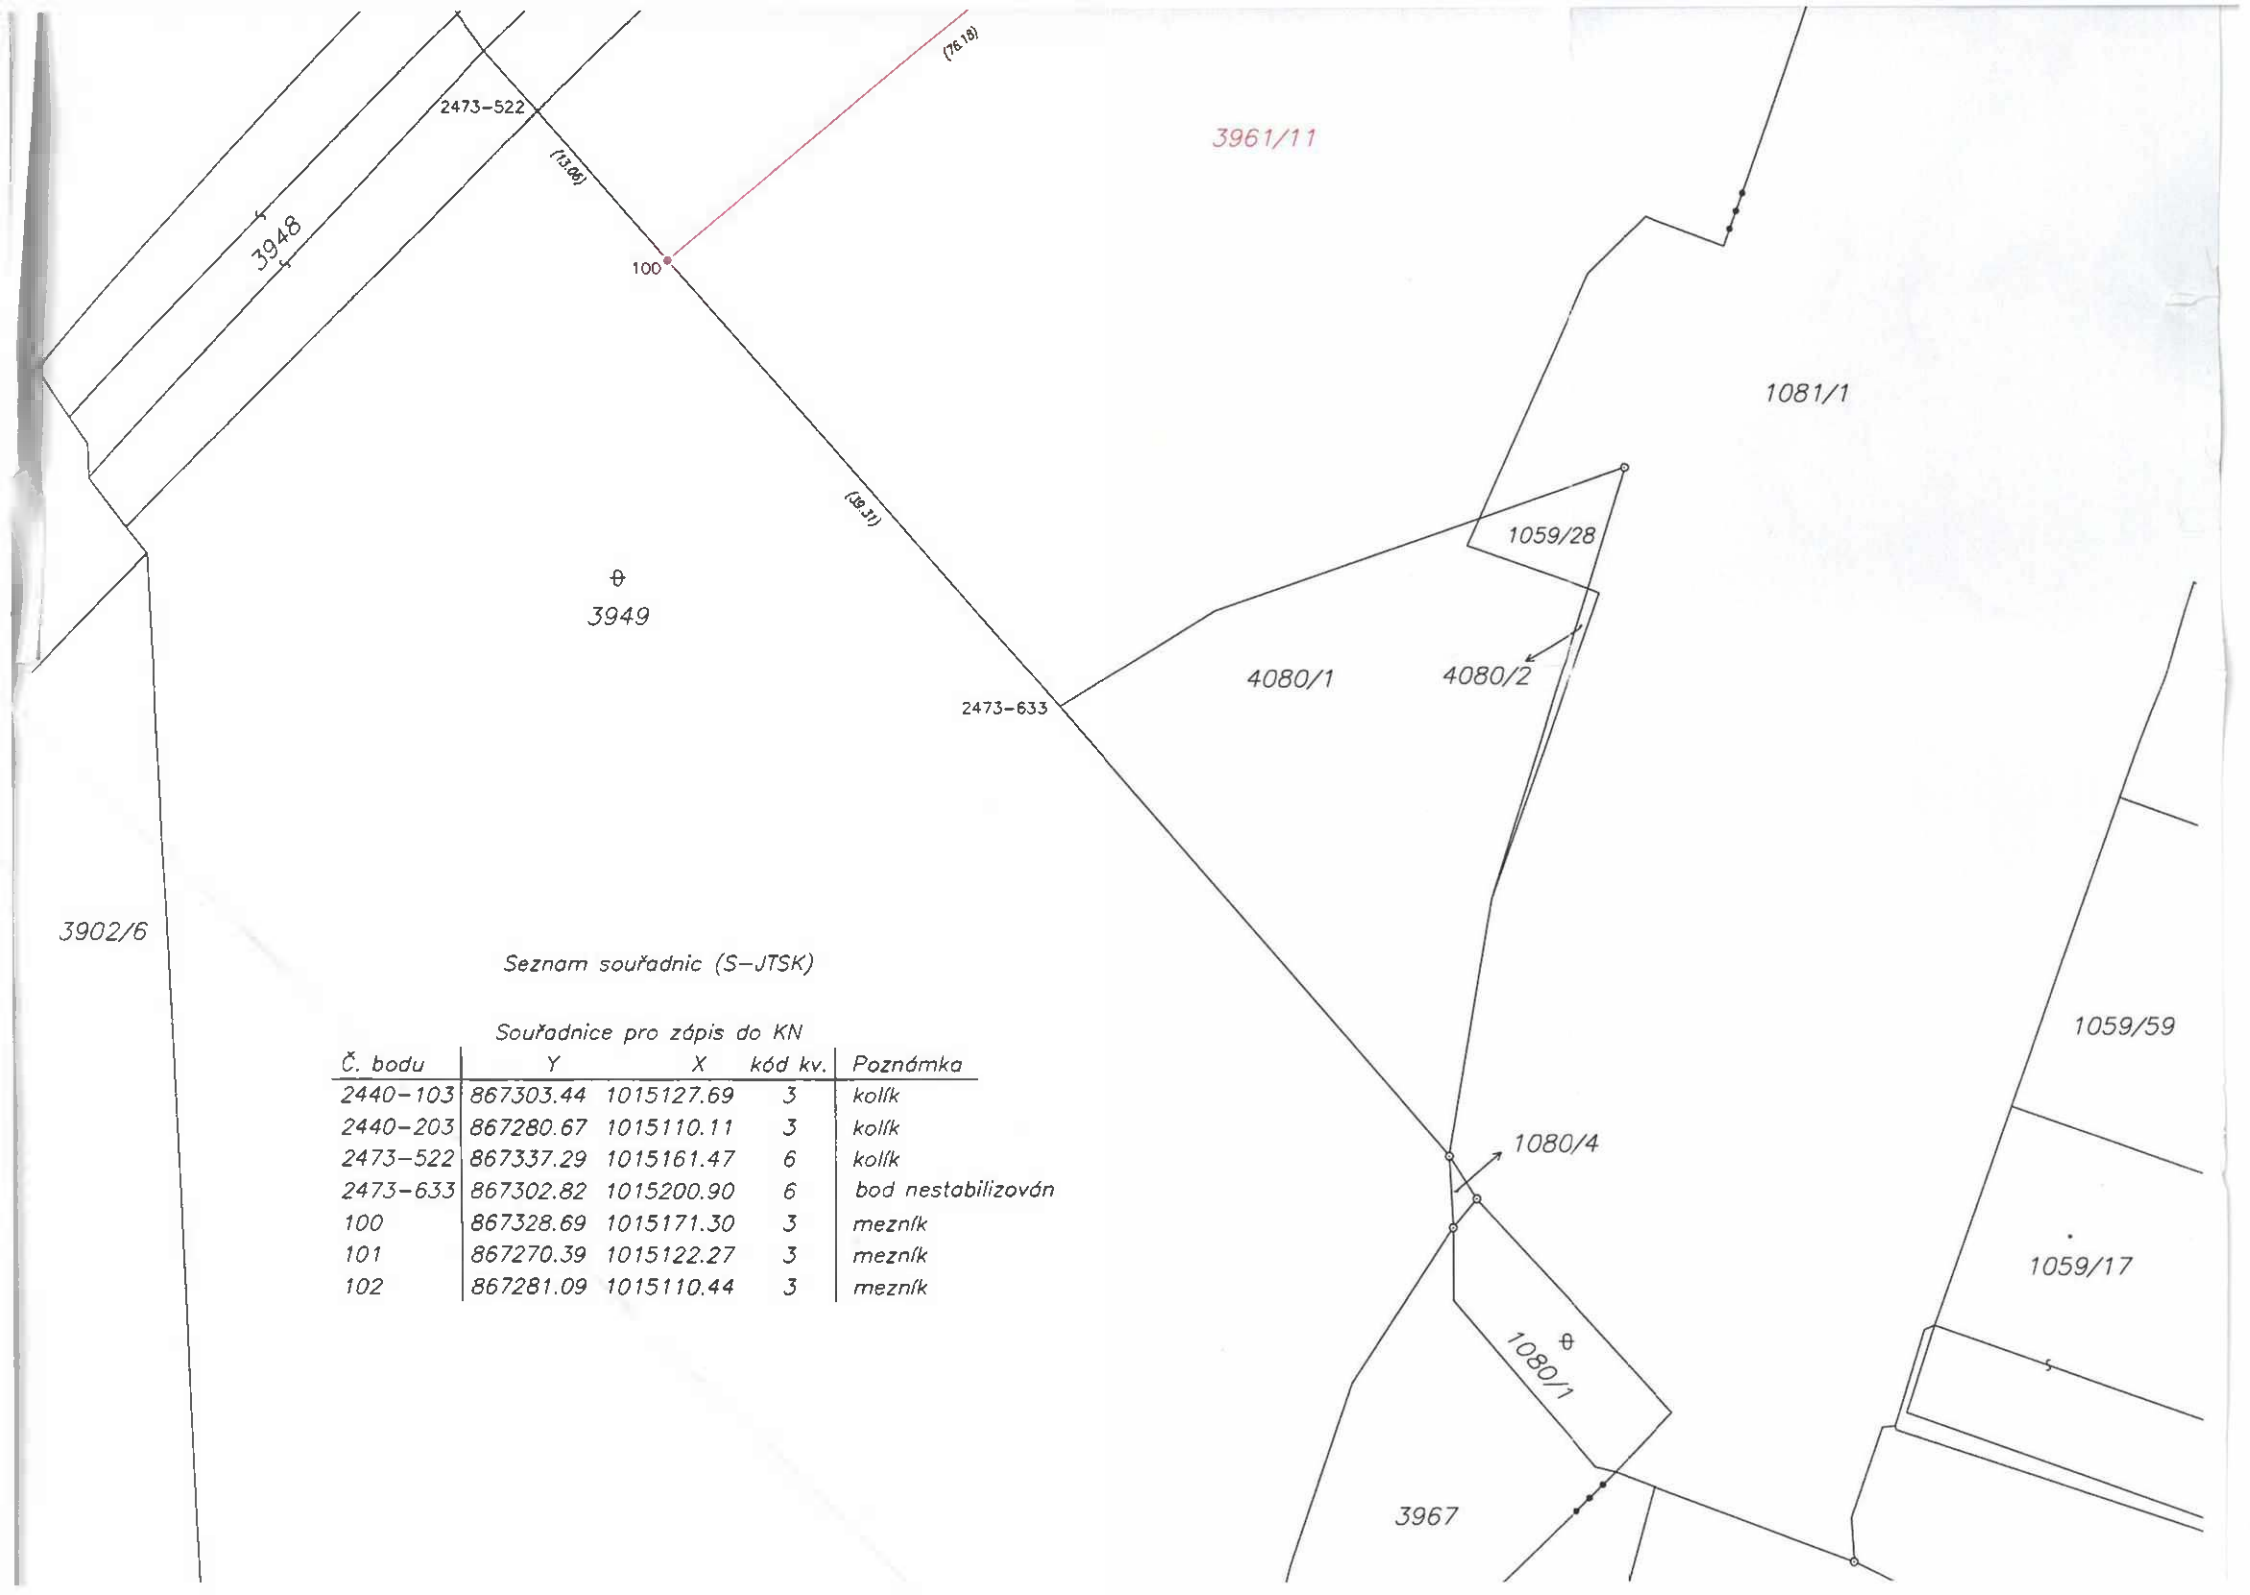 (76.18)
2473-522
3961/11
(13.06)
3948
100
1081/1
(39.31)
1059/28
3949
4080/1
4080/2
2473-633
3902/6
Seznam souřadnic (S-JTSK)
Souřadnice pro zápis do KN
Č. bodu Y X kód kv. Poznámka
2440-103 867303.44 1015127.69 3 kolík
2440-203 867280.67 1015110.11 3 kolík
2473-522 867337.29 1015161.47 6 kolík
2473-633 867302.82 1015200.90 6 bod nestabilizován
100 867328.69 1015171.30 3 mezník
101 867270.39 1015122.27 3 mezník
102 867281.09 1015110.44 3 mezník
1059/59
1080/4
1059/17
1080/1
3967